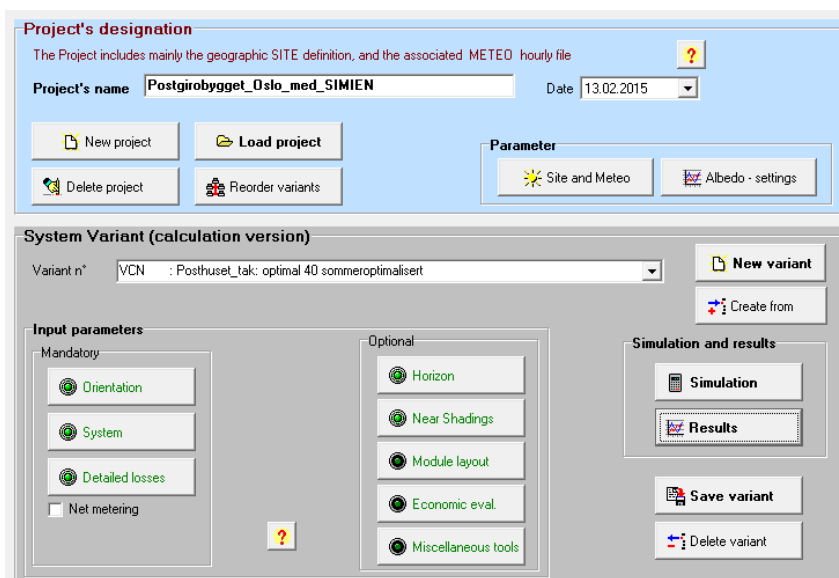 Project's designation
The Project includes mainly the geographic SITE definition, and the associated METEO hourly file
?
Project's name Postgirobygget_Oslo_med_SIMIEN Date 13.02.2015
New project Load project
Delete project Reorder variants
Parameter
Site and Meteo Albedo - settings
System Variant (calculation version)
Variant n° VCN : Posthuset_tak: optimal 40 sommeroptimalisert
New variant
Create from
Input parameters
Mandatory
Orientation
System
Detailed losses
Net metering
?
Optional
Horizon
Near Shadings
Module layout
Economic eval.
Miscellaneous tools
Simulation and results
Simulation
Results
Save variant
Delete variant